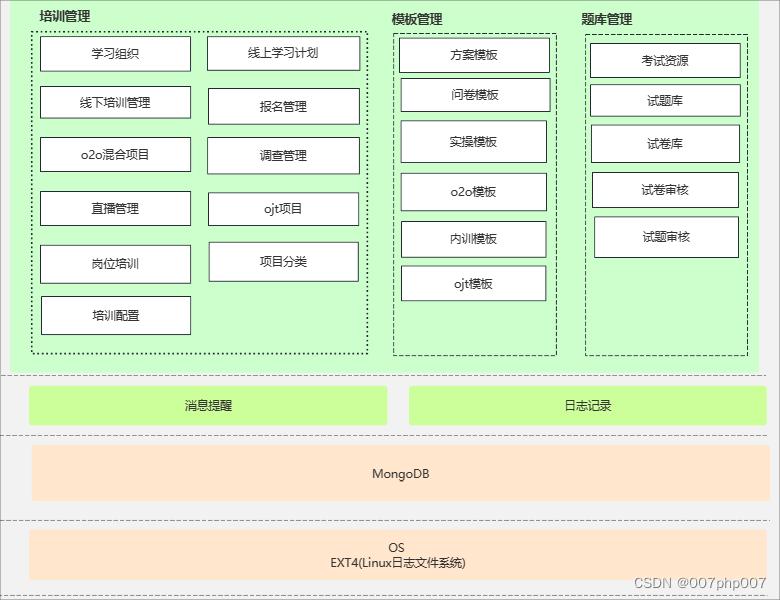 培训管理
学习组织
线上学习计划
线下培训管理
报名管理
o2o混合项目
调查管理
直播管理
ojt项目
岗位培训
项目分类
培训配置
模板管理
方案模板
问卷模板
实操模板
o2o模板
内训模板
ojt模板
题库管理
考试资源
试题库
试卷库
试卷审核
试题审核
消息提醒
日志记录
MongoDB
OS
EXT4(Linux日志文件系统)
CSDN @007php007